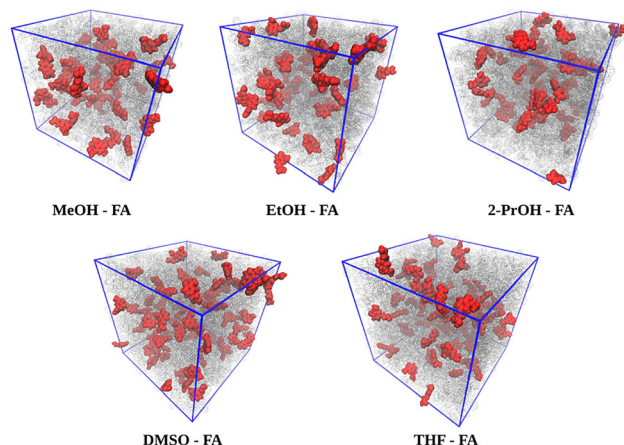 MeOH - FA
EtOH - FA
2-PrOH - FA
DMSO - FA
THF - FA